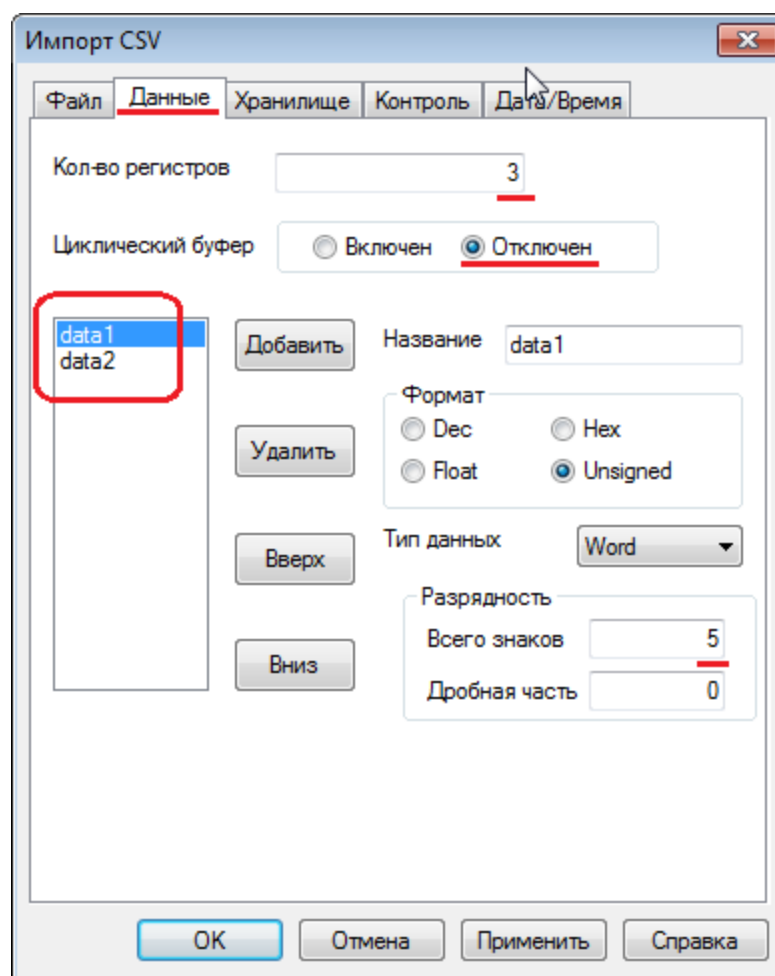 Импорт CSV
Файл Данные Хранилище Контроль Дата/Время
Кол-во регистров 3
Циклический буфер Включен Отключен
data1
data2
Добавить
Удалить
Вверх
Вниз
Название data1
Формат
Dec Hex
Float Unsigned
Тип данных Word
Разрядность
Всего знаков 5
Дробная часть 0
OK Отмена Применить Справка